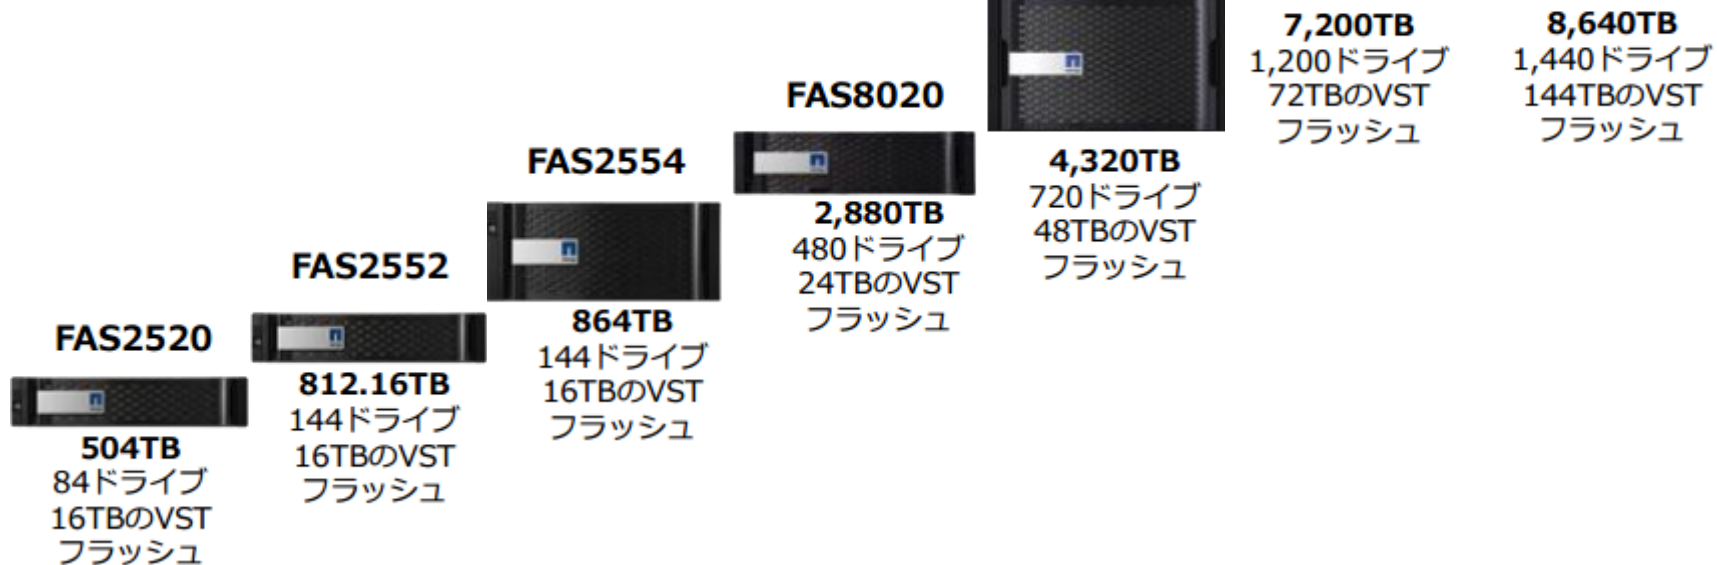 FAS2520
504TB
84ドライブ
16TBのVST
フラッシュ
FAS2552
812.16TB
144ドライブ
16TBのVST
フラッシュ
FAS2554
864TB
144ドライブ
16TBのVST
フラッシュ
FAS8020
2,880TB
480ドライブ
24TBのVST
フラッシュ
4,320TB
720ドライブ
48TBのVST
フラッシュ
7,200TB
1,200ドライブ
72TBのVST
フラッシュ
8,640TB
1,440ドライブ
144TBのVST
フラッシュ